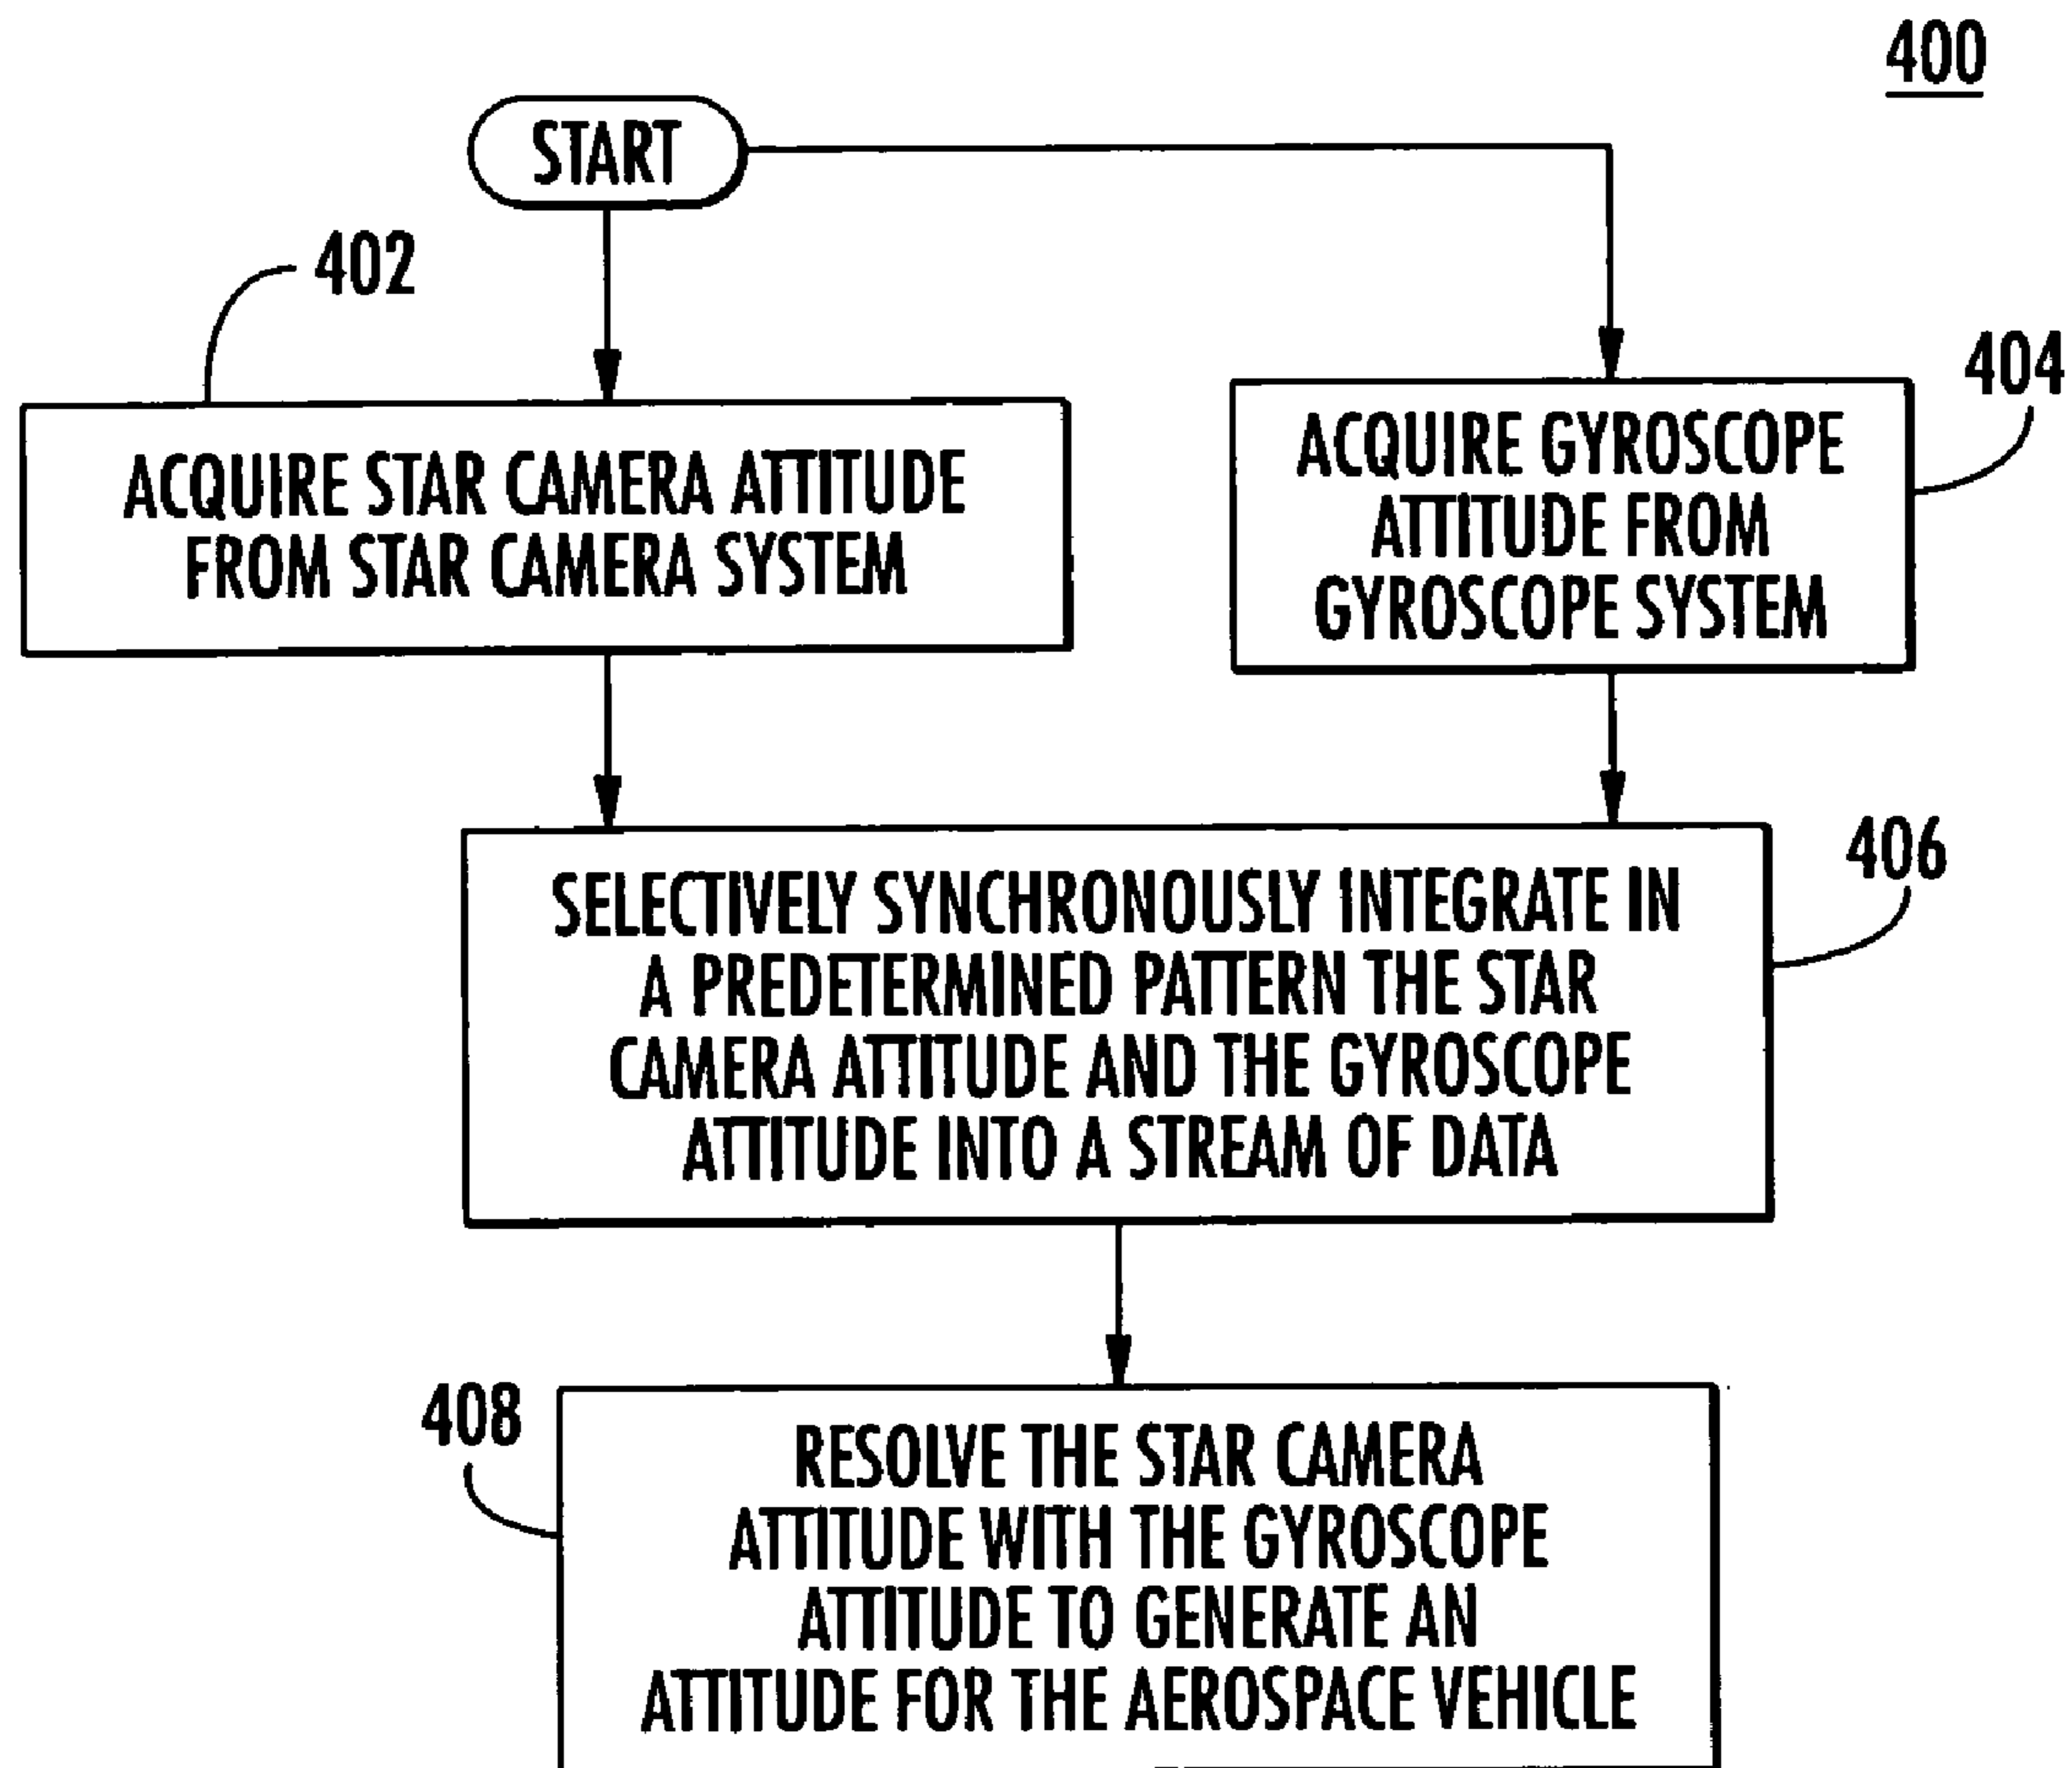 400
START
402
404
ACQUIRE STAR CAMERA ATTITUDE
FROM STAR CAMERA SYSTEM
ACQUIRE GYROSCOPE
ATTITUDE FROM
GYROSCOPE SYSTEM
406
SELECTIVELY SYNCHRONOUSLY INTEGRATE IN
A PREDETERMINED PATTERN THE STAR
CAMERA ATTITUDE AND THE GYROSCOPE
ATTITUDE INTO A STREAM OF DATA
408
RESOLVE THE STAR CAMERA
ATTITUDE WITH THE GYROSCOPE
ATTITUDE TO GENERATE AN
ATTITUDE FOR THE AEROSPACE VEHICLE